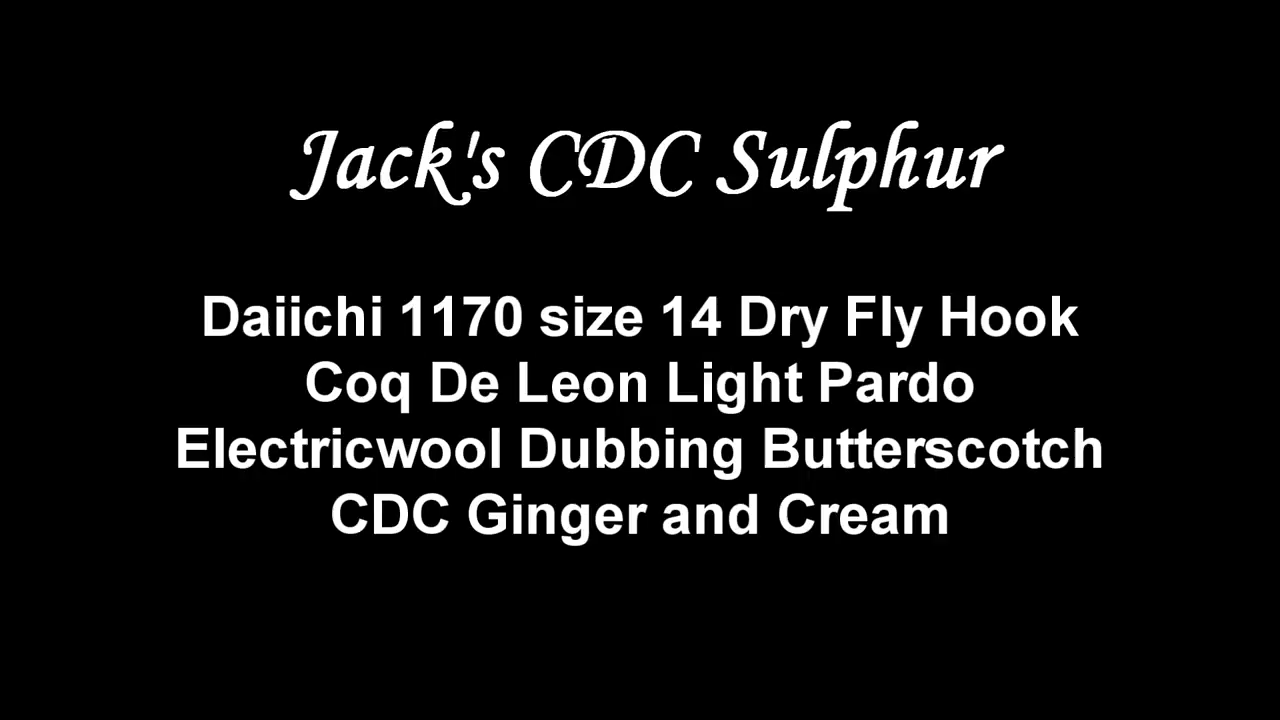 Jack's CDC Sulphur
Daiichi 1170 size 14 Dry Fly Hook
Coq De Leon Light Pardo
Electricwool Dubbing Butterscotch
CDC Ginger and Cream